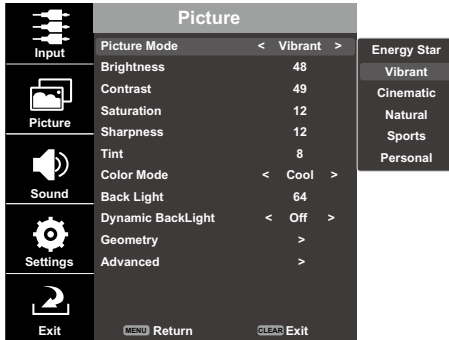 Input
Picture
Sound
Settings
Exit
Picture
Picture Mode < Vibrant >
Brightness 48
Contrast 49
Saturation 12
Sharpness 12
Tint 8
Color Mode < Cool >
Back Light 64
Dynamic BackLight < Off >
Geometry >
Advanced >
MENU Return CLEAR Exit
Energy Star
Vibrant
Cinematic
Natural
Sports
Personal